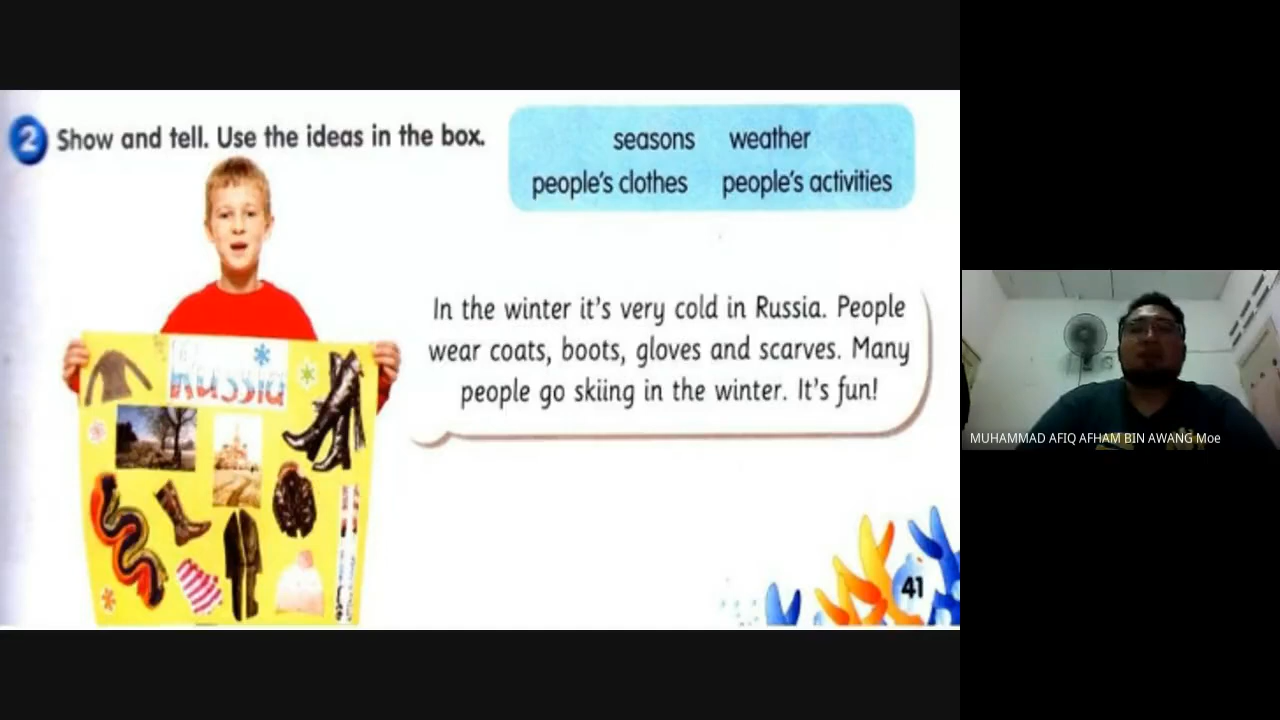 2 Show and tell. Use the ideas in the box.
seasons weather
people's clothes people's activities
In the winter it's very cold in Russia. People
wear coats, boots, gloves and scarves. Many
people go skiing in the winter. It's fun!
Russia
41
MUHAMMAD AFIQ AFHAM BIN AWANG Moe